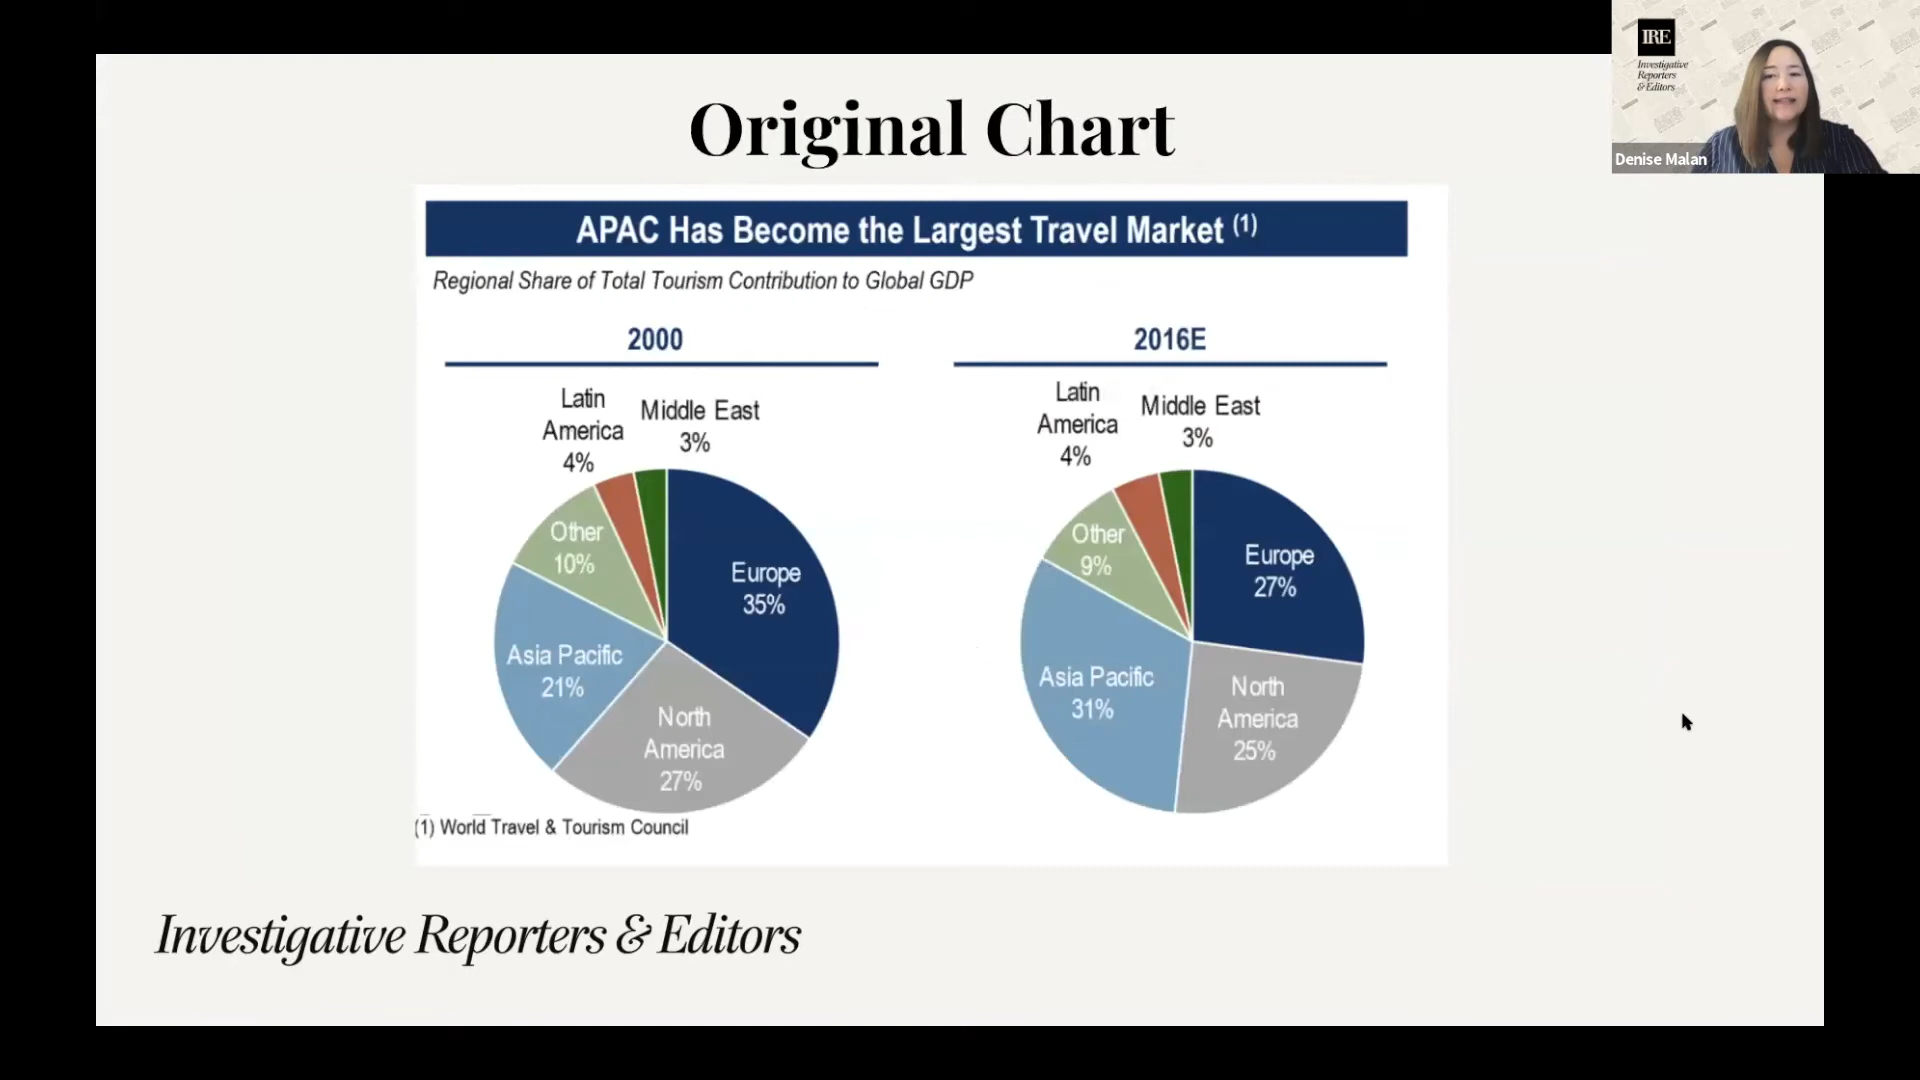 Original Chart
IRE
Investigative
Reporters
& Editors
Denise Malan
APAC Has Become the Largest Travel Market (1)
Regional Share of Total Tourism Contribution to Global GDP
2000
Latin
America
4%
Middle East
3%
Other
10%
Europe
35%
Asia Pacific
21%
North
America
27%
2016E
Latin
America
4%
Middle East
3%
Other
9%
Europe
27%
Asia Pacific
31%
North
America
25%
(1) World Travel & Tourism Council
Investigative Reporters & Editors